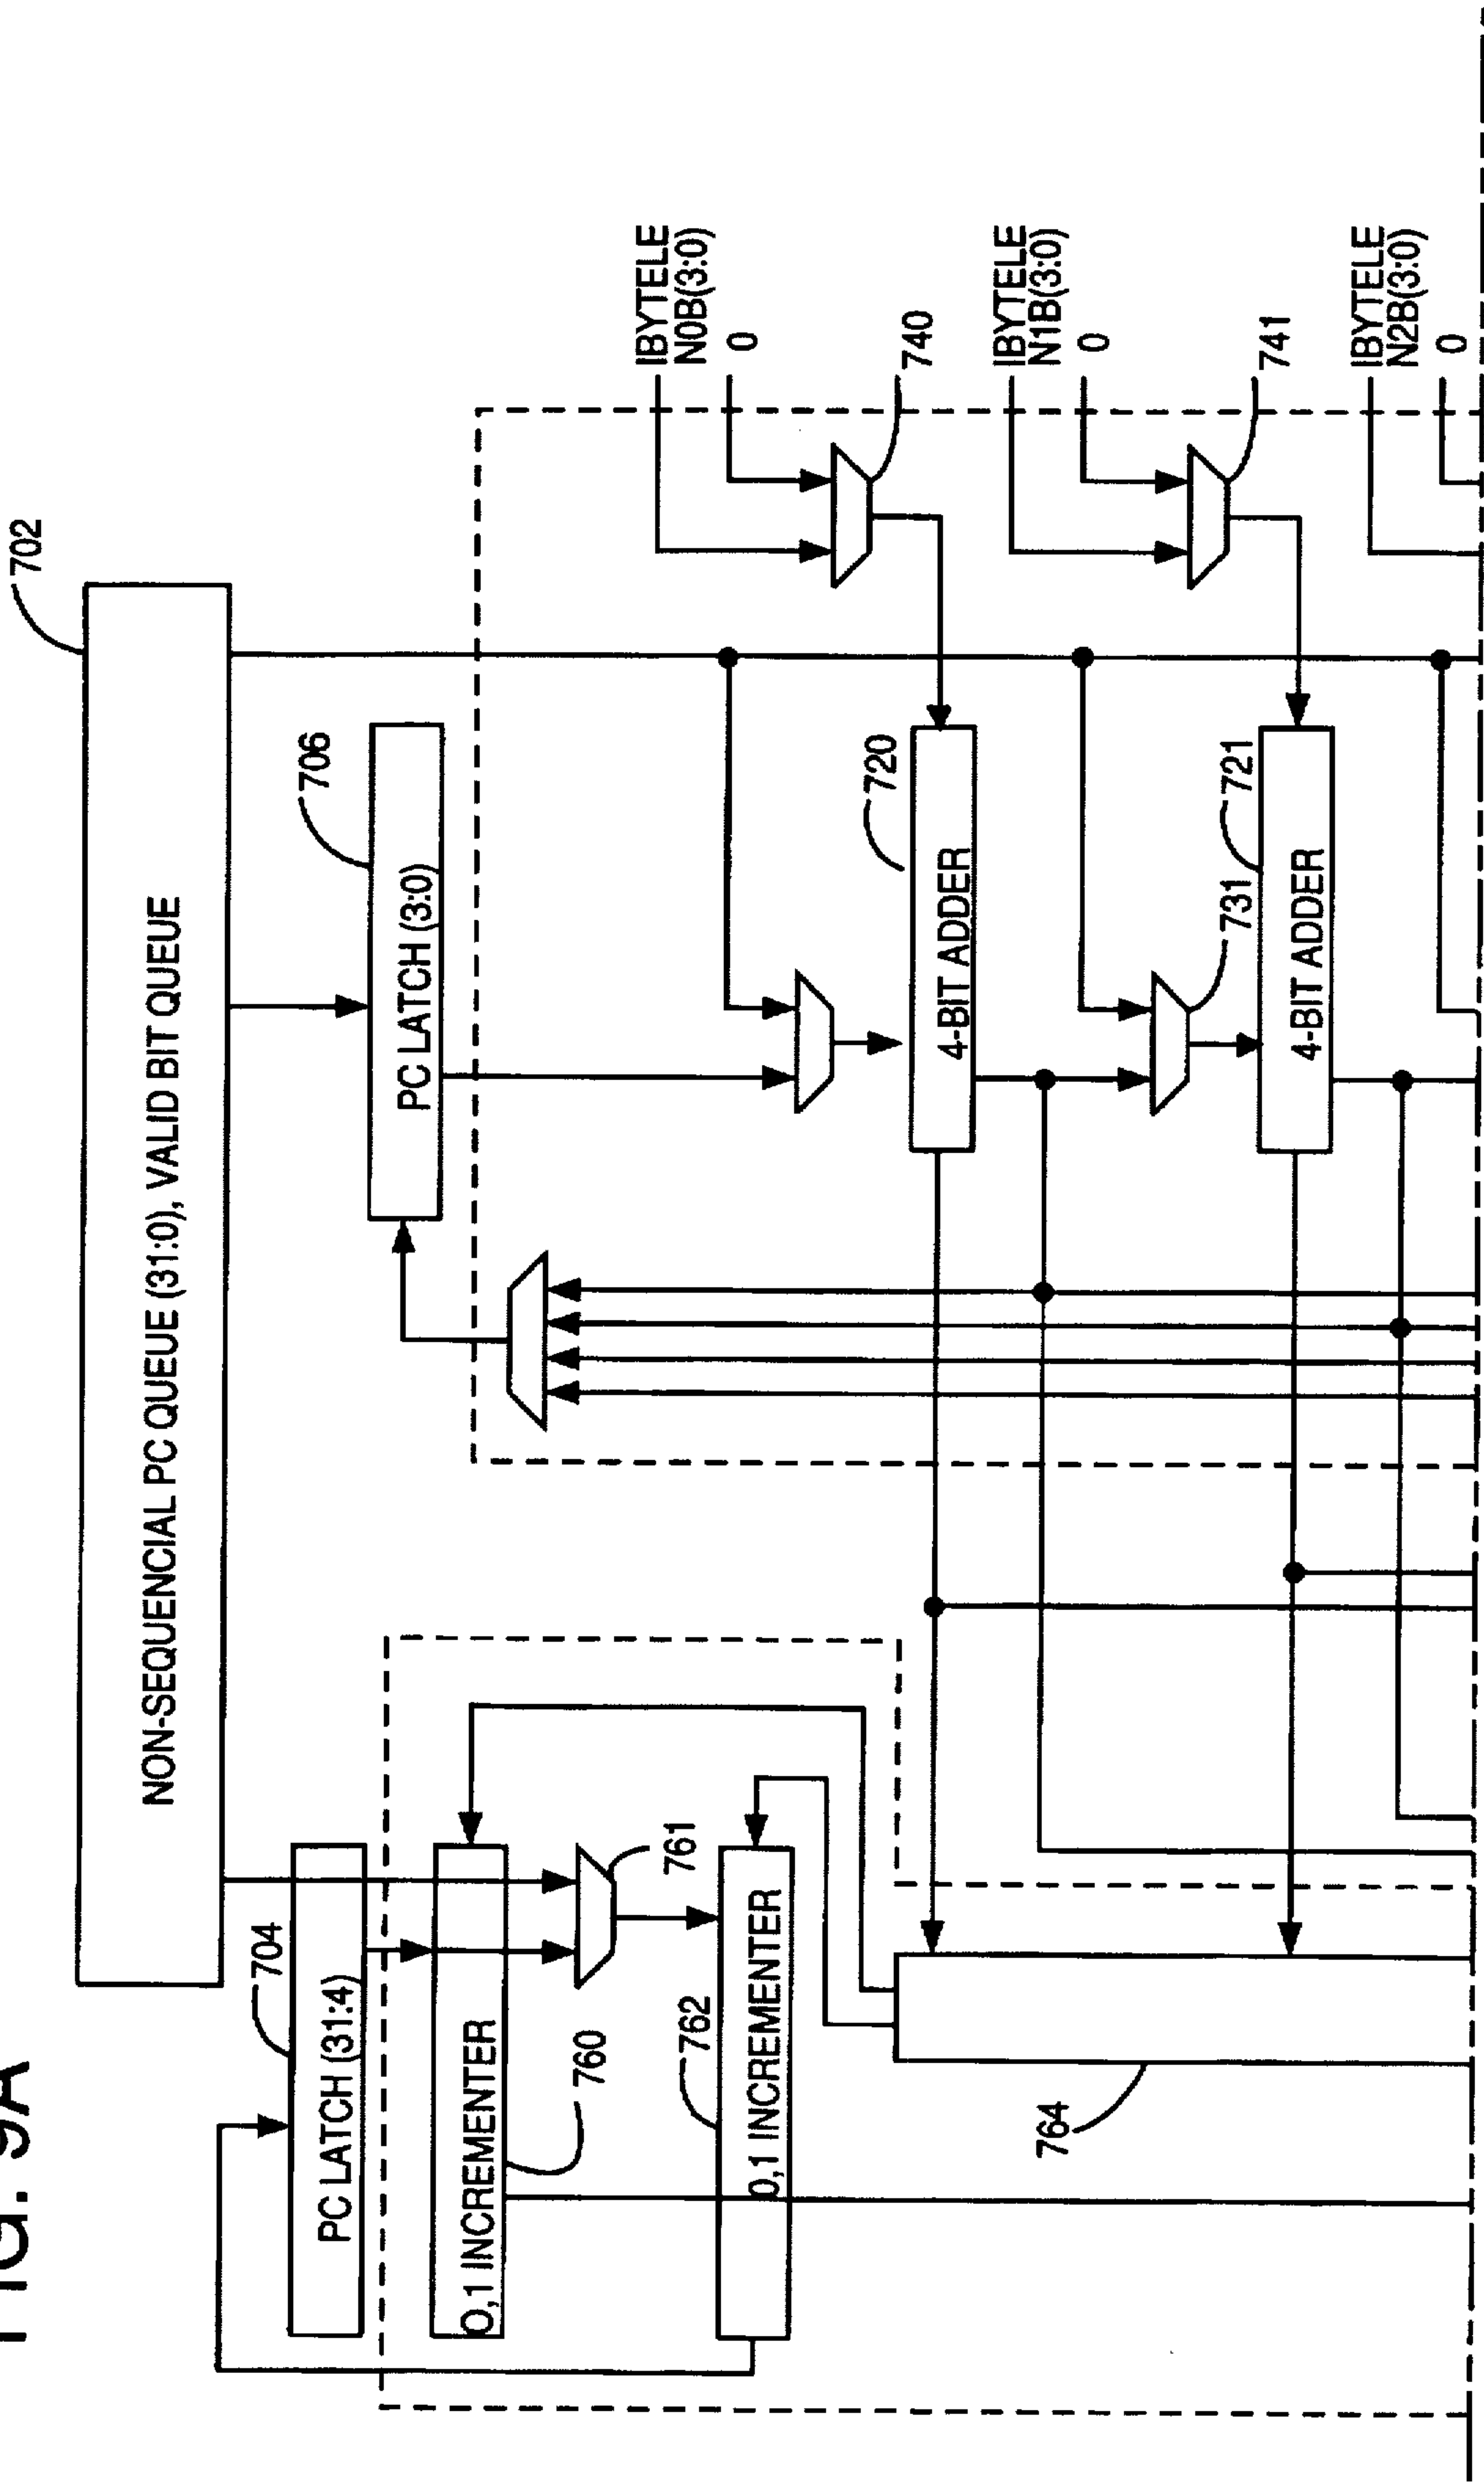 FIG. 9A
702
NON-SEQUENCIAL PC QUEUE (31:0), VALID BIT QUEUE
704
PC LATCH (31:4)
706
PC LATCH (3:0)
0,1 INCREMENTER
760
761
762
0,1 INCREMENTER
764
IBYTELE
N0B(3:0)
0
740
720
4-BIT ADDER
IBYTELE
N1B(3:0)
0
741
731
721
4-BIT ADDER
IBYTELE
N2B(3:0)
0